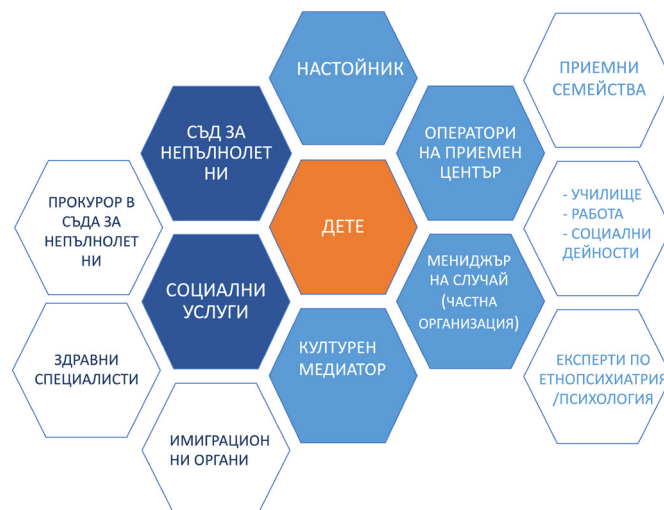 НАСТОЙНИК
ПРИЕМНИ
СЕМЕЙСТВА
СЪД ЗА
НЕПЪЛНОЛЕТ
НИ
ОПЕРАТОРИ
НА ПРИЕМЕН
ЦЕНТЪР
ПРОКУРОР В
СЪДА ЗА
НЕПЪЛНОЛЕТ
НИ
ДЕТЕ
- УЧИЛИЩЕ
- РАБОТА
- СОЦИАЛНИ
ДЕЙНОСТИ
СОЦИАЛНИ
УСЛУГИ
МЕНИДЖЪР
НА СЛУЧАЙ
(ЧАСТНА
ОРГАНИЗАЦИЯ)
ЗДРАВНИ
СПЕЦИАЛИСТИ
КУЛТУРЕН
МЕДИАТОР
ЕКСПЕРТИ ПО
ЕТНОПСИХИАТРИЯ
/ПСИХОЛОГИЯ
ИМИГРАЦИОН
НИ ОРГАНИ